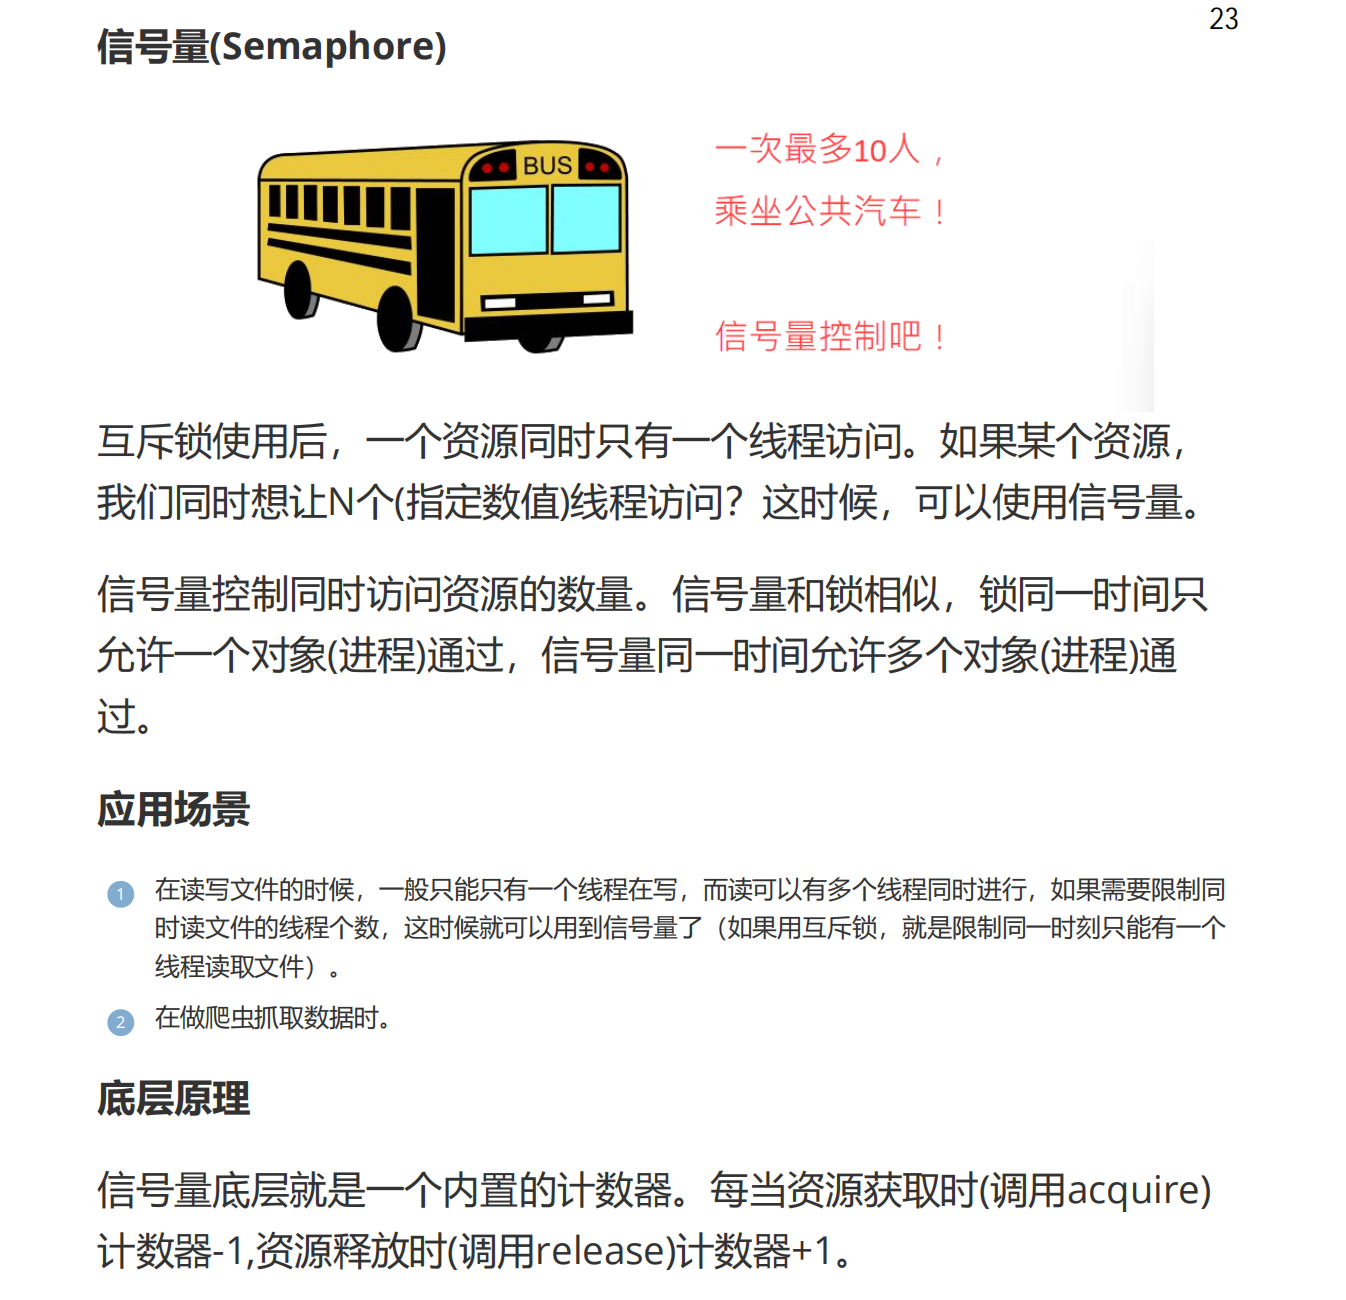 23
信号量(Semaphore)
BUS
一次最多10人，
乘坐公共汽车！
信号量控制吧！
互斥锁使用后，一个资源同时只有一个线程访问。如果某个资源，
我们同时想让N个(指定数值)线程访问？这时候，可以使用信号量。
信号量控制同时访问资源的数量。信号量和锁相似，锁同一时间只
允许一个对象(进程)通过，信号量同一时间允许多个对象(进程)通
过。
应用场景
1 在读写文件的时候，一般只能只有一个线程在写，而读可以有多个线程同时进行，如果需要限制同
时读文件的线程个数，这时候就可以用到信号量了（如果用互斥锁，就是限制同一时刻只能有一个
线程读取文件）。
2 在做爬虫抓取数据时。
底层原理
信号量底层就是一个内置的计数器。每当资源获取时(调用acquire)
计数器-1,资源释放时(调用release)计数器+1。